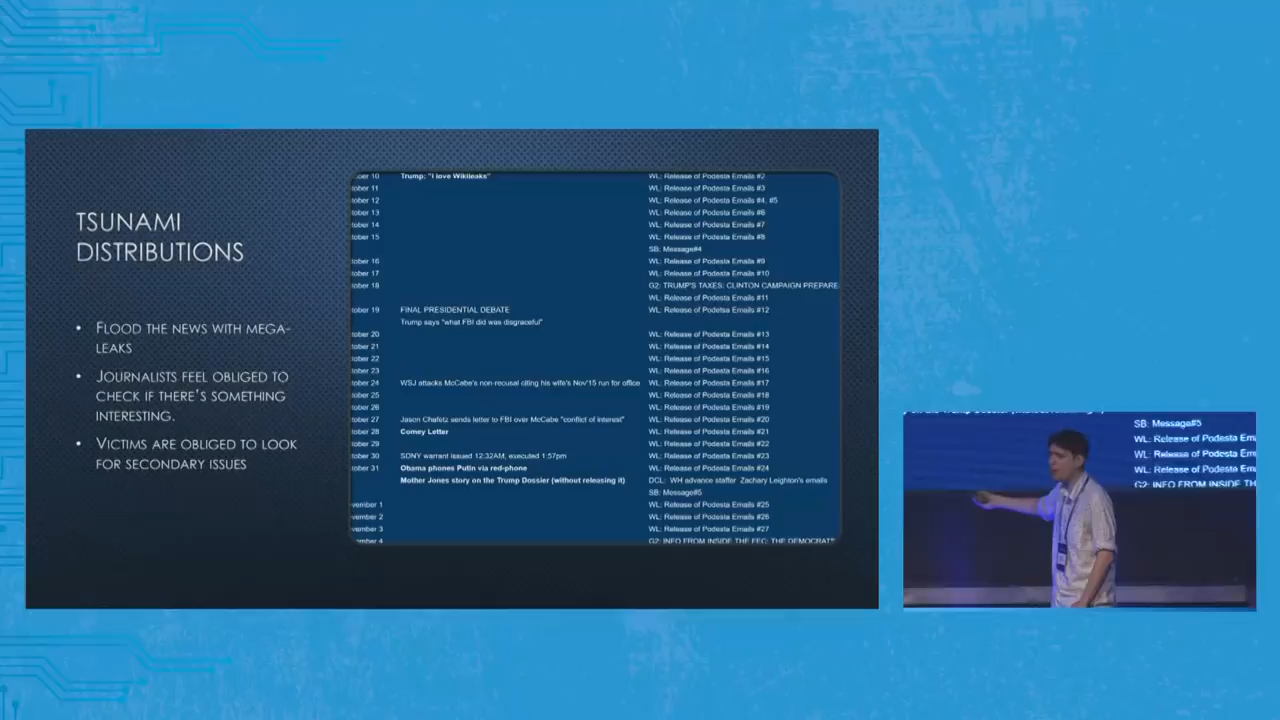 TSUNAMI
DISTRIBUTIONS
• FLOOD THE NEWS WITH MEGA-
LEAKS
• JOURNALISTS FEEL OBLIGED TO
CHECK IF THERE'S SOMETHING
INTERESTING.
• VICTIMS ARE OBLIGED TO LOOK
FOR SECONDARY ISSUES
ober 10 Trump: "I love Wikileaks" WL: Release of Podesta Emails #2
tober 11 WL: Release of Podesta Emails #3
tober 12 WL: Release of Podesta Emails #4, #5
tober 13 WL: Release of Podesta Emails #6
tober 14 WL: Release of Podesta Emails #7
tober 15 WL: Release of Podesta Emails #8
SB: Message#4
tober 16 WL: Release of Podesta Emails #9
tober 17 WL: Release of Podesta Emails #10
tober 18 G2: TRUMP'S TAXES: CLINTON CAMPAIGN PREPARE
WL: Release of Podesta Emails #11
tober 19 FINAL PRESIDENTIAL DEBATE WL: Release of Podesta Emails #12
Trump says "what FBI did was disgraceful"
tober 20 WL: Release of Podesta Emails #13
tober 21 WL: Release of Podesta Emails #14
tober 22 WL: Release of Podesta Emails #15
tober 23 WL: Release of Podesta Emails #16
tober 24 WSJ attacks McCabe's non-recusal citing his wife's Nov'15 run for office WL: Release of Podesta Emails #17
tober 25 WL: Release of Podesta Emails #18
tober 26 WL: Release of Podesta Emails #19
tober 27 Jason Chafetz sends letter to FBI over McCabe "conflict of interest" WL: Release of Podesta Emails #20
tober 28 Comey Letter WL: Release of Podesta Emails #21
tober 29 WL: Release of Podesta Emails #22
tober 30 SDNY warrant issued 12:32AM, executed 1:57pm WL: Release of Podesta Emails #23
tober 31 Obama phones Putin via red-phone WL: Release of Podesta Emails #24
Mother Jones story on the Trump Dossier (without releasing it) DCL: WH advance staffer Zachary Leighton's emails
SB: Message#5
vember 1 WL: Release of Podesta Emails #25
vember 2 WL: Release of Podesta Emails #26
vember 3 WL: Release of Podesta Emails #27
vember 4 G2: INFO FROM INSIDE THE FEC: THE DEMOCRAT
SB: Message#5
WL: Release of Podesta Em
WL: Release of Podesta Em
WL: Release of Podesta Em
G2: INFO FROM INSIDE TH